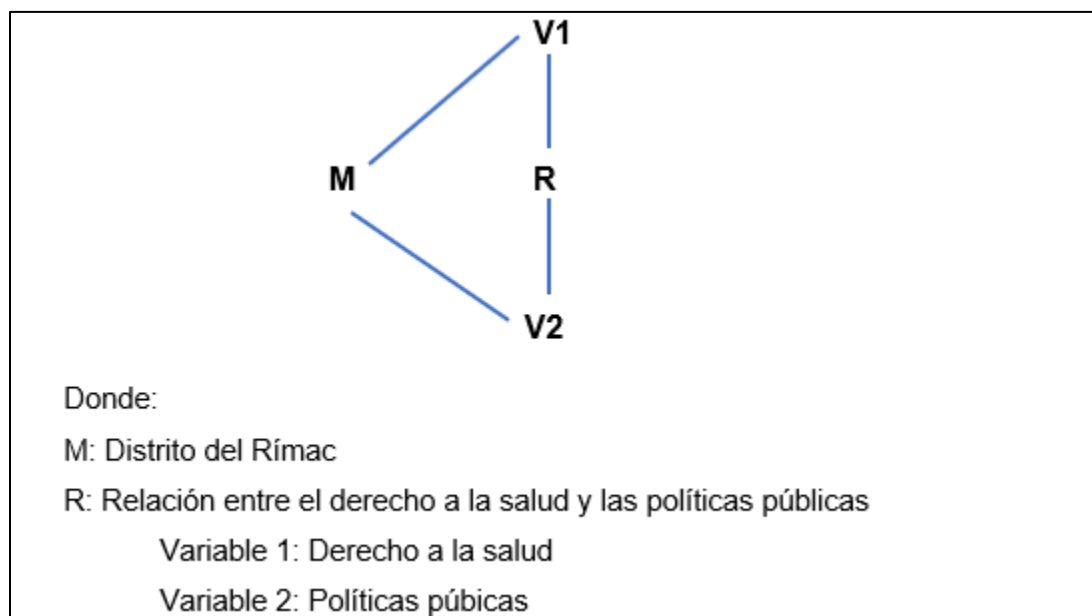 V1
M R
V2
Donde:
M: Distrito del Rímac
R: Relación entre el derecho a la salud y las políticas públicas
Variable 1: Derecho a la salud
Variable 2: Políticas púbicas